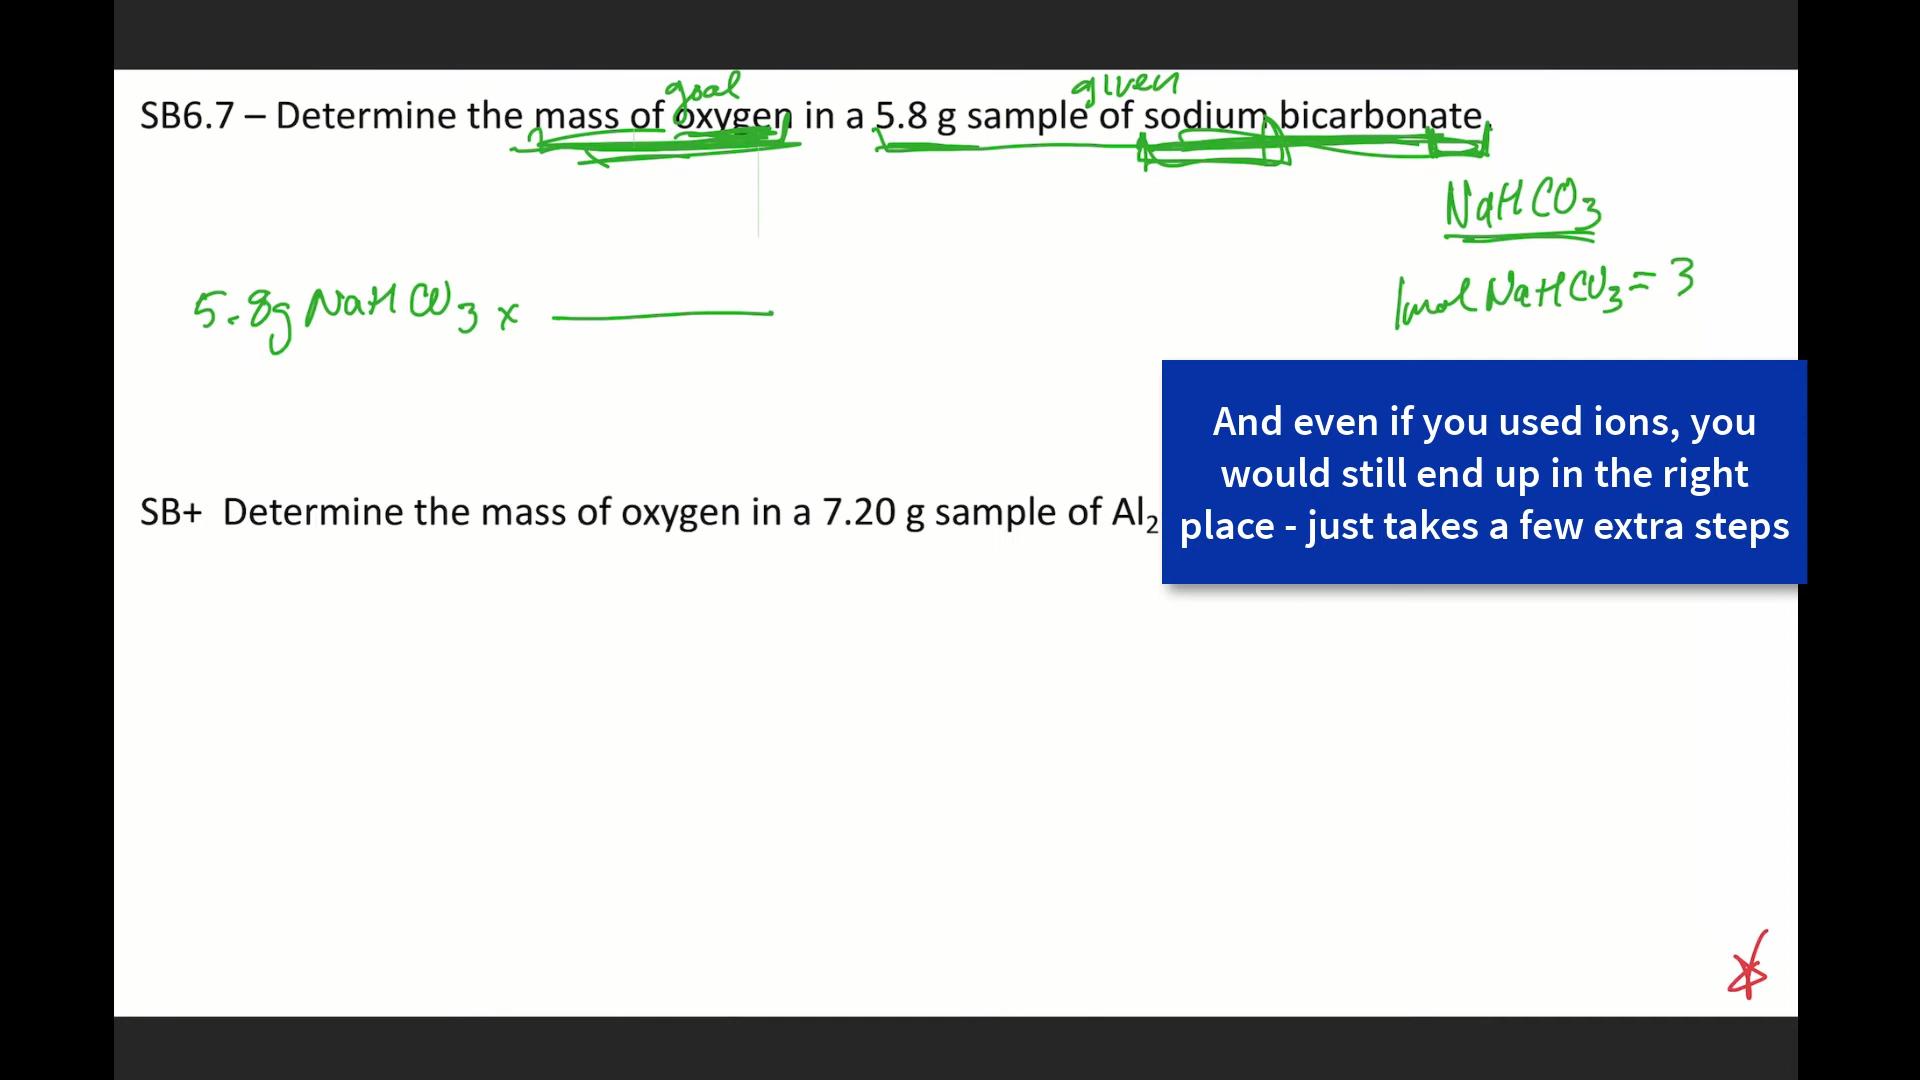 goal given
SB6.7 – Determine the mass of oxygen in a 5.8 g sample of sodium bicarbonate.
NaHCO3
1mol NaHCO3 = 3
5.8g NaHCO3 x
And even if you used ions, you
would still end up in the right
place - just takes a few extra steps
SB+ Determine the mass of oxygen in a 7.20 g sample of Al2